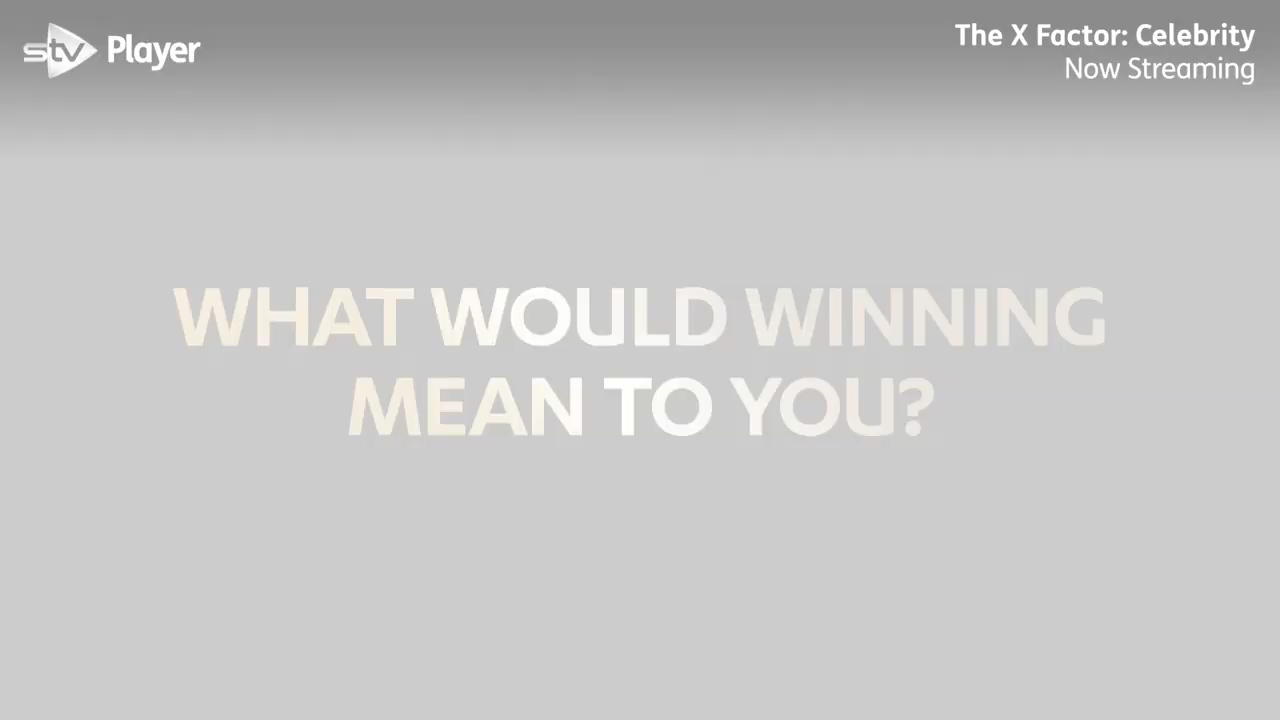 stv Player
The X Factor: Celebrity
Now Streaming
WHAT WOULD WINNING
MEAN TO YOU?